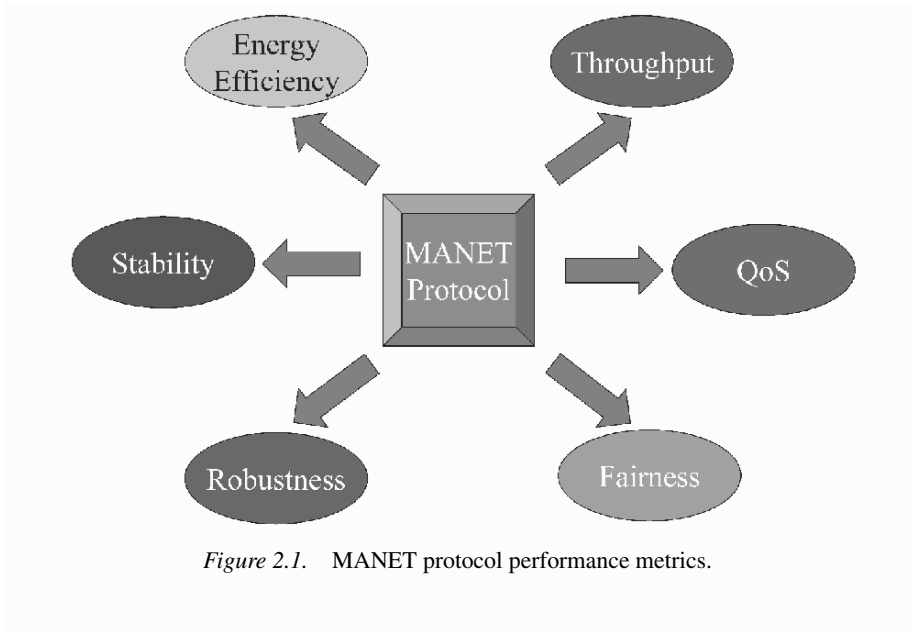 Energy
Efficiency
Throughput
Stability
MANET
Protocol
QoS
Robustness
Fairness
Figure 2.1. MANET protocol performance metrics.